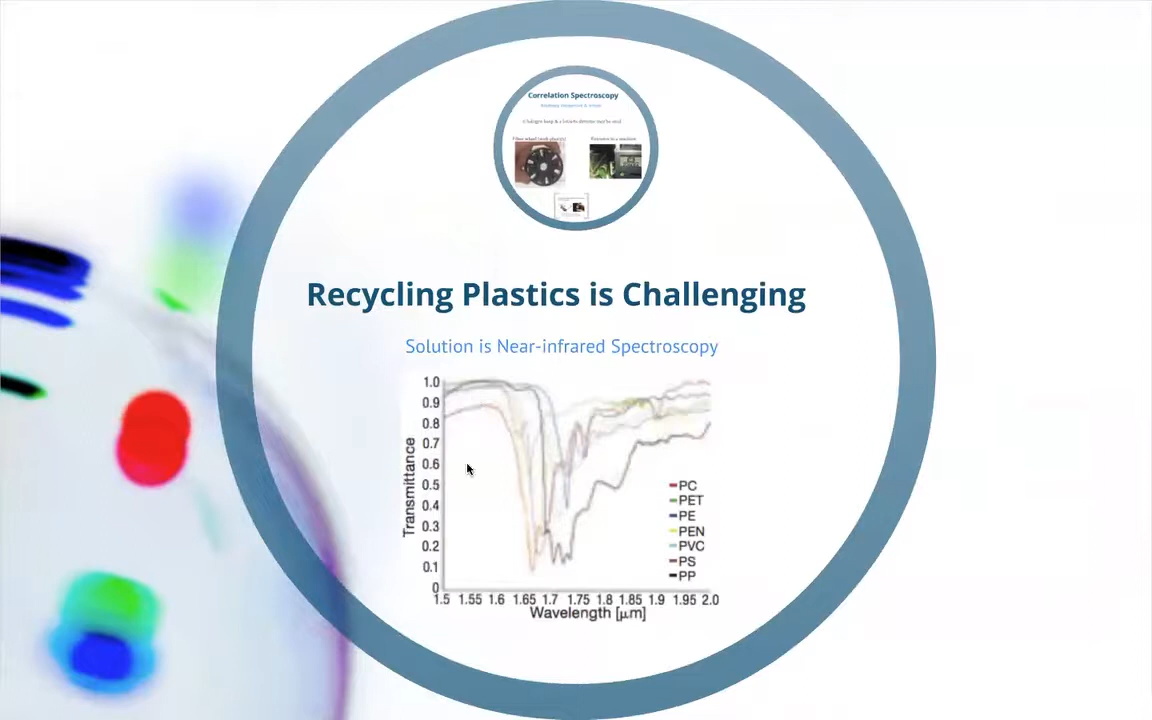 Correlation Spectroscopy
Recycling Plastics is Challenging
Solution is Near-infrared Spectroscopy
1.0
0.9
0.8
0.7
0.6
0.5
0.4
0.3
0.2
0.1
0
Transmittance
PC
PET
PE
PEN
PVC
PS
PP
1.5 1.55 1.6 1.65 1.7 1.75 1.8 1.85 1.9 1.95 2.0
Wavelength [μm]